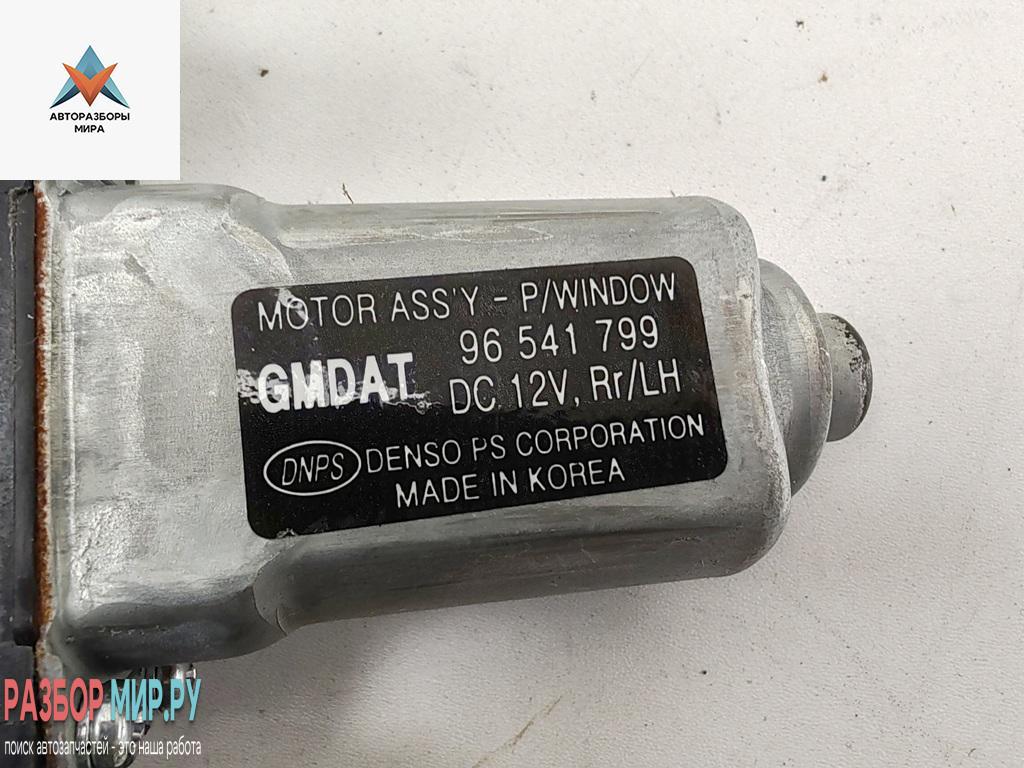 АВТОРАЗБОРЫ
МИРА
MOTOR ASS'Y - P/WINDOW
96 541 799
GMDAT
DC 12V, Rr/LH
DNPS DENSO PS CORPORATION
MADE IN KOREA
РАЗБОР МИР.РУ
поиск автозапчастей - это наша работа